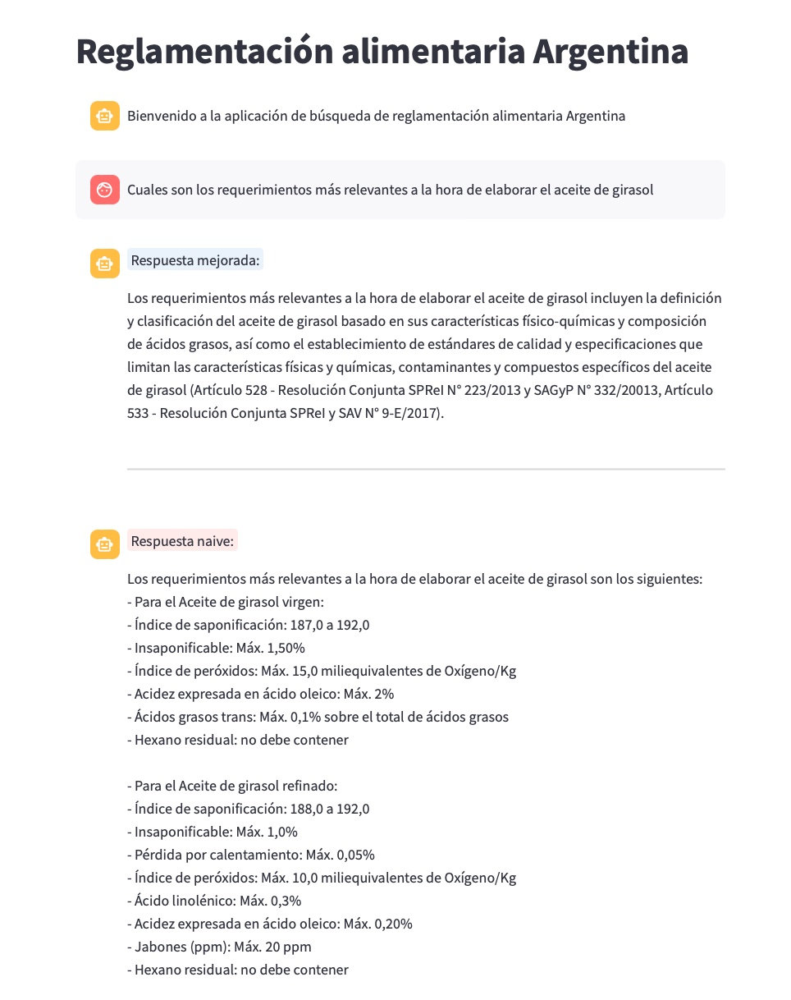 Reglamentación alimentaria Argentina
Bienvenido a la aplicación de búsqueda de reglamentación alimentaria Argentina
Cuales son los requerimientos más relevantes a la hora de elaborar el aceite de girasol
Respuesta mejorada:
Los requerimientos más relevantes a la hora de elaborar el aceite de girasol incluyen la definición
y clasificación del aceite de girasol basado en sus características físico-químicas y composición
de ácidos grasos, así como el establecimiento de estándares de calidad y especificaciones que
limitan las características físicas y químicas, contaminantes y compuestos específicos del aceite
de girasol (Artículo 528 - Resolución Conjunta SPReI N° 223/2013 y SAGyP N° 332/20013, Artículo
533 - Resolución Conjunta SPReI y SAV N° 9-E/2017).
Respuesta naive:
Los requerimientos más relevantes a la hora de elaborar el aceite de girasol son los siguientes:
- Para el Aceite de girasol virgen:
- Índice de saponificación: 187,0 a 192,0
- Insaponificable: Máx. 1,50%
- Índice de peróxidos: Máx. 15,0 miliequivalentes de Oxígeno/Kg
- Acidez expresada en ácido oleico: Máx. 2%
- Ácidos grasos trans: Máx. 0,1% sobre el total de ácidos grasos
- Hexano residual: no debe contener
- Para el Aceite de girasol refinado:
- Índice de saponificación: 188,0 a 192,0
- Insaponificable: Máx. 1,0%
- Pérdida por calentamiento: Máx. 0,05%
- Índice de peróxidos: Máx. 10,0 miliequivalentes de Oxígeno/Kg
- Ácido linolénico: Máx. 0,3%
- Acidez expresada en ácido oleico: Máx. 0,20%
- Jabones (ppm): Máx. 20 ppm
- Hexano residual: no debe contener